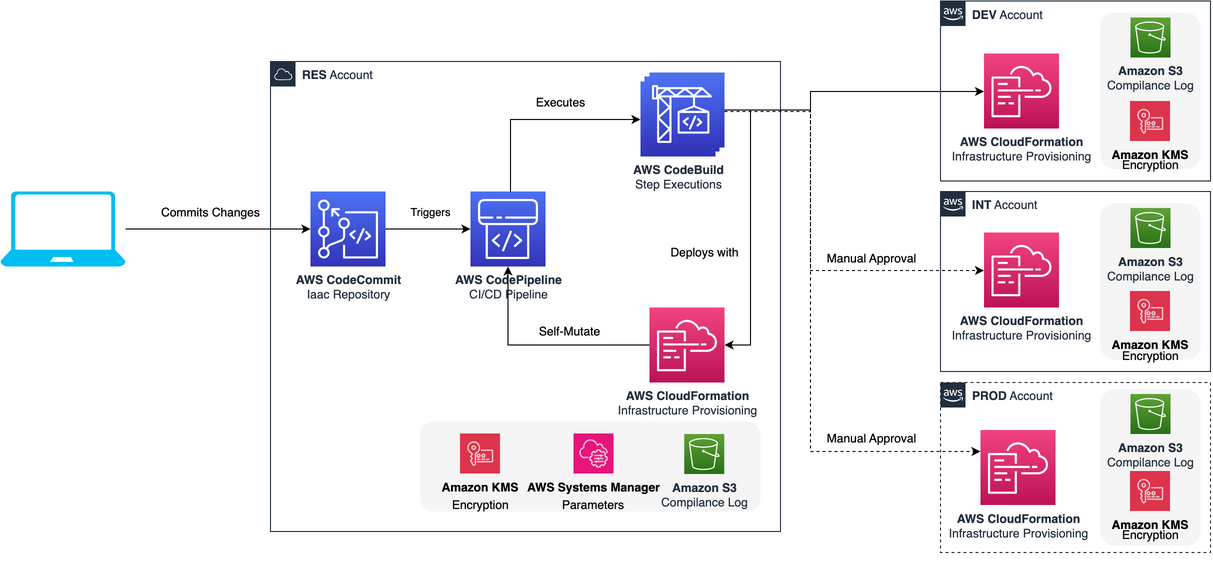 Commits Changes
RES Account
AWS CodeCommit
Iaac Repository
Triggers
AWS CodePipeline
CI/CD Pipeline
Executes
AWS CodeBuild
Step Executions
Deploys with
Self-Mutate
AWS CloudFormation
Infrastructure Provisioning
Amazon KMS
Encryption
AWS Systems Manager
Parameters
Amazon S3
Compliance Log
aws
DEV Account
AWS CloudFormation
Infrastructure Provisioning
Amazon S3
Compliance Log
Amazon KMS
Encryption
Manual Approval
aws
INT Account
AWS CloudFormation
Infrastructure Provisioning
Amazon S3
Compliance Log
Amazon KMS
Encryption
Manual Approval
aws
PROD Account
AWS CloudFormation
Infrastructure Provisioning
Amazon S3
Compliance Log
Amazon KMS
Encryption